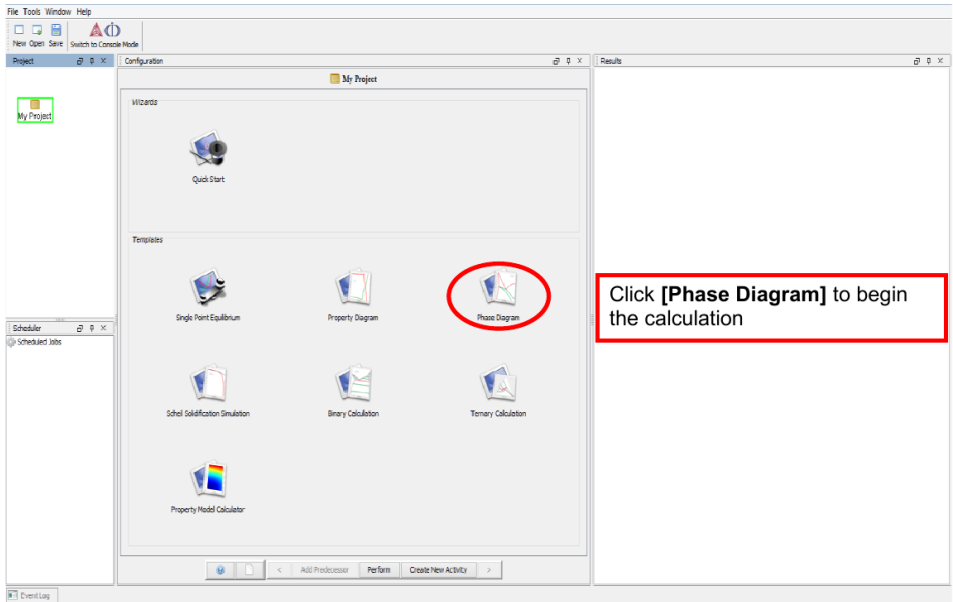 File Tools Window Help
New Open Save Switch to Console Mode
Project
Configuration
Results
My Project
My Project
Wizards
Quick Start
Templates
Single Point Equilibrium
Property Diagram
Phase Diagram
Click [Phase Diagram] to begin
the calculation
Scheduler
Scheduled Jobs
Scheil Solidification Simulation
Binary Calculation
Ternary Calculation
Property Model Calculator
< Add Predecessor Perform Create New Activity >
Event Log